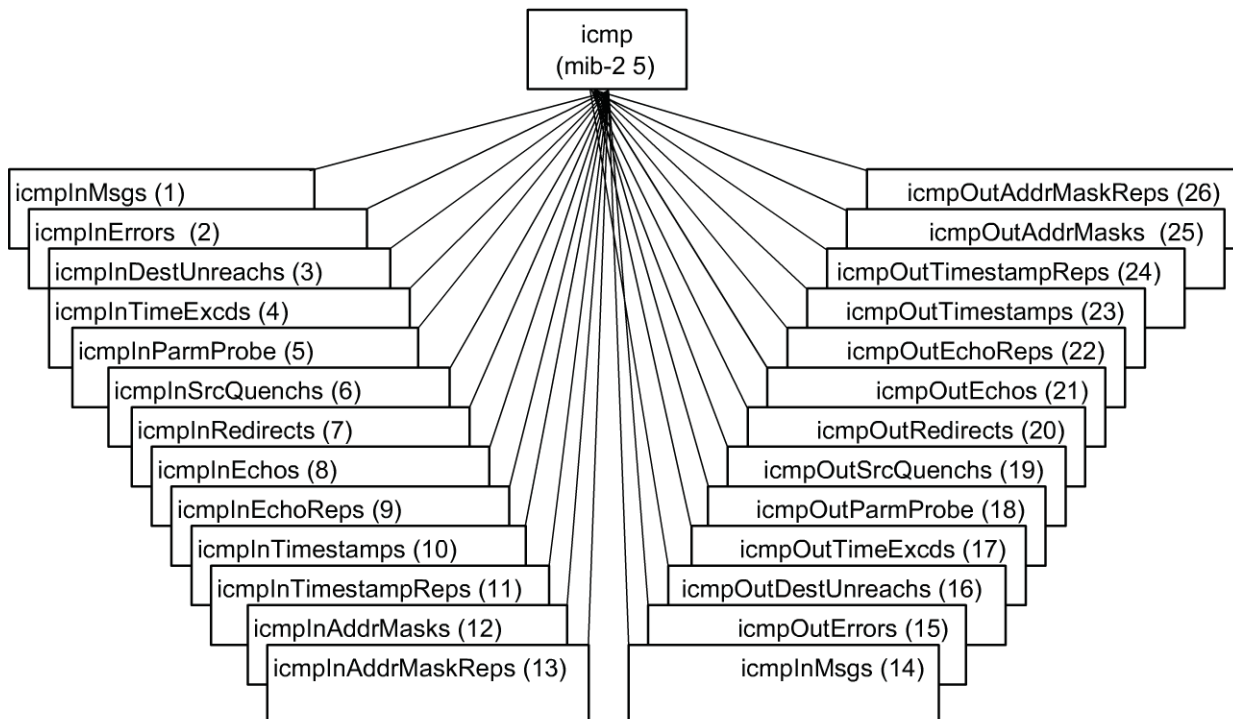 icmp
(mib-2 5)
icmpInMsgs (1)
icmpInErrors (2)
icmpInDestUnreachs (3)
icmpInTimeExcds (4)
icmpInParmProbe (5)
icmpInSrcQuenchs (6)
icmpInRedirects (7)
icmpInEchos (8)
icmpInEchoReps (9)
icmpInTimestamps (10)
icmpInTimestampReps (11)
icmpInAddrMasks (12)
icmpInAddrMaskReps (13)
icmpOutAddrMaskReps (26)
icmpOutAddrMasks (25)
icmpOutTimestampReps (24)
icmpOutTimestamps (23)
icmpOutEchoReps (22)
icmpOutEchos (21)
icmpOutRedirects (20)
icmpOutSrcQuenchs (19)
icmpOutParmProbe (18)
icmpOutTimeExcds (17)
icmpOutDestUnreachs (16)
icmpOutErrors (15)
icmpInMsgs (14)